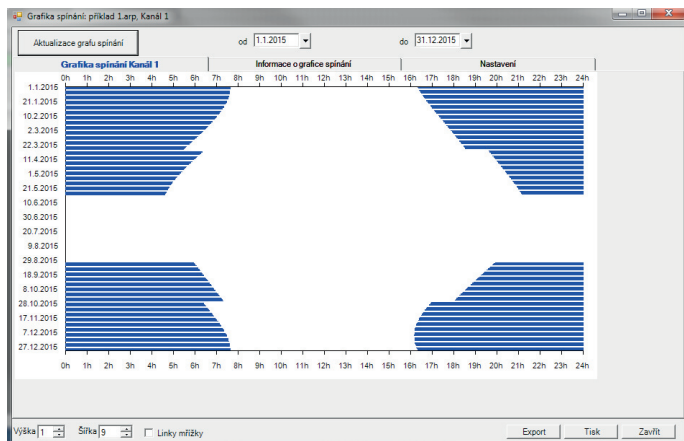 Grafika spínání: příklad 1.arp, Kanál 1
Aktualizace grafu spínání
od 1.1.2015 do 31.12.2015
Grafika spínání Kanál 1 Informace o grafice spínání Nastavení
0h 1h 2h 3h 4h 5h 6h 7h 8h 9h 10h 11h 12h 13h 14h 15h 16h 17h 18h 19h 20h 21h 22h 23h 24h
1.1.2015
21.1.2015
10.2.2015
2.3.2015
22.3.2015
11.4.2015
1.5.2015
21.5.2015
10.6.2015
30.6.2015
20.7.2015
9.8.2015
29.8.2015
18.9.2015
8.10.2015
28.10.2015
17.11.2015
7.12.2015
27.12.2015
0h 1h 2h 3h 4h 5h 6h 7h 8h 9h 10h 11h 12h 13h 14h 15h 16h 17h 18h 19h 20h 21h 22h 23h 24h
Výška 1 Šířka 9 Linky mřížky Export Tisk Zavřít